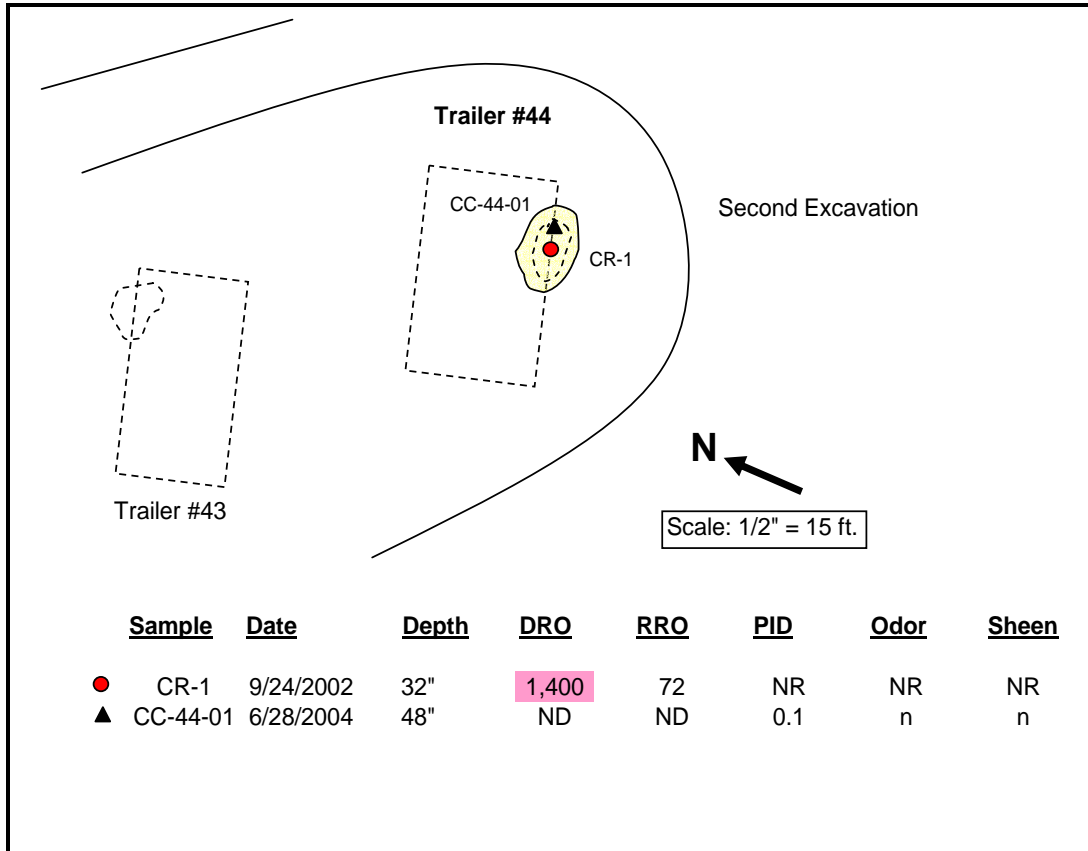 Trailer #44
CC-44-01
Second Excavation
CR-1
N
Trailer #43
Scale: 1/2" = 15 ft.
Sample Date Depth DRO RRO PID Odor Sheen
CR-1 9/24/2002 32" 1,400 72 NR NR NR
CC-44-01 6/28/2004 48" ND ND 0.1 n n